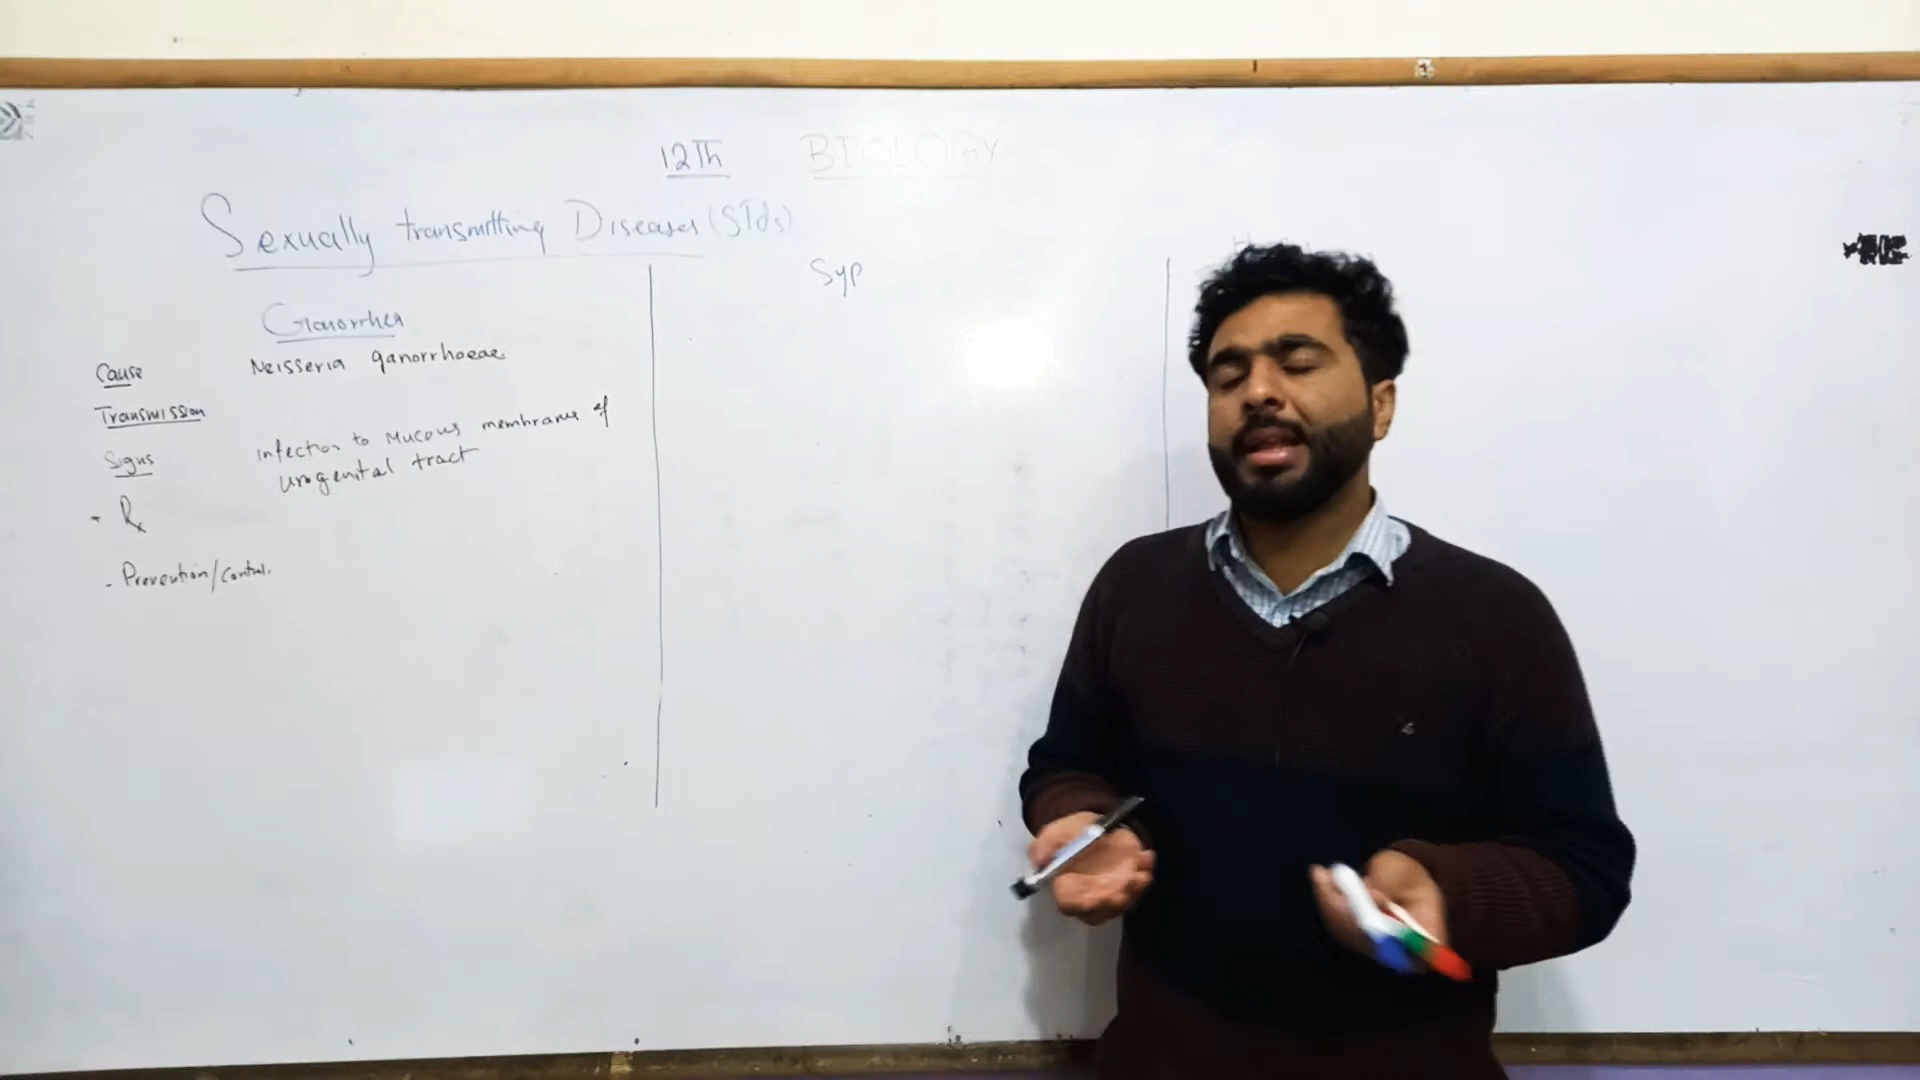 12Th BIOLOGY
Sexually transmitting Diseases (STds)
Ganorrhea
Cause Neisseria ganorrhoeae.
Transmission
Signs infection to Mucous membrane of
urogenital tract
- Rx
- Prevention/Control.
Syp